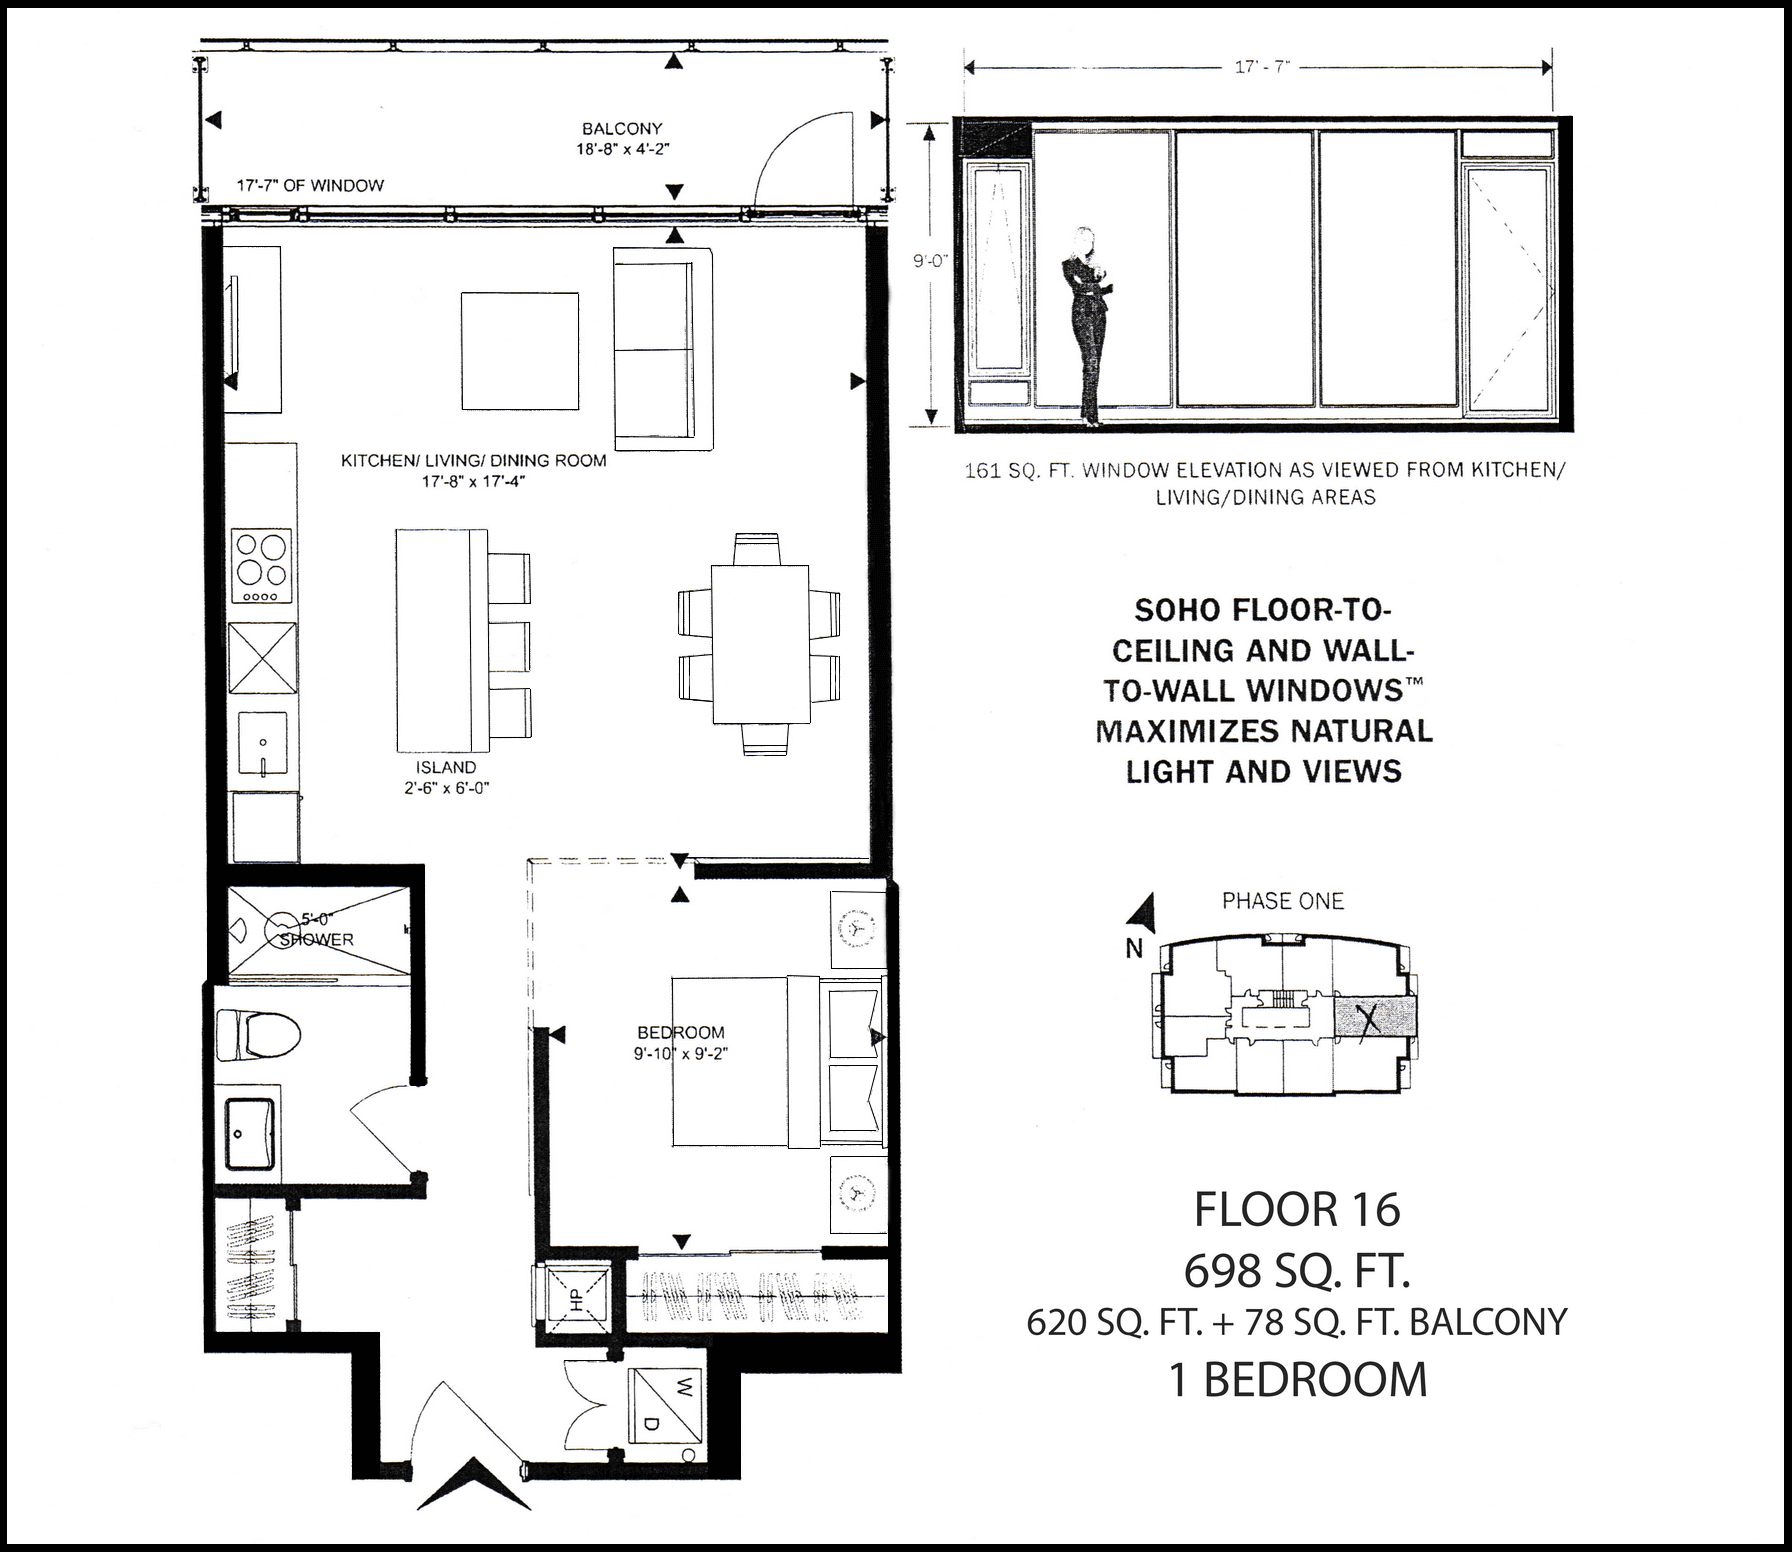 BALCONY
18'-8" x 4'-2"
17'-7" OF WINDOW
KITCHEN/ LIVING/ DINING ROOM
17'-8" x 17'-4"
ISLAND
2'-6" x 6'-0"
5'-0"
SHOWER
BEDROOM
9'-10" x 9'-2"
HP
W
D
17'-7"
9'-0"
161 SQ. FT. WINDOW ELEVATION AS VIEWED FROM KITCHEN/
LIVING/DINING AREAS
SOHO FLOOR-TO-
CEILING AND WALL-
TO-WALL WINDOWS™
MAXIMIZES NATURAL
LIGHT AND VIEWS
PHASE ONE
N
X
FLOOR 16
698 SQ. FT.
620 SQ. FT. + 78 SQ. FT. BALCONY
1 BEDROOM